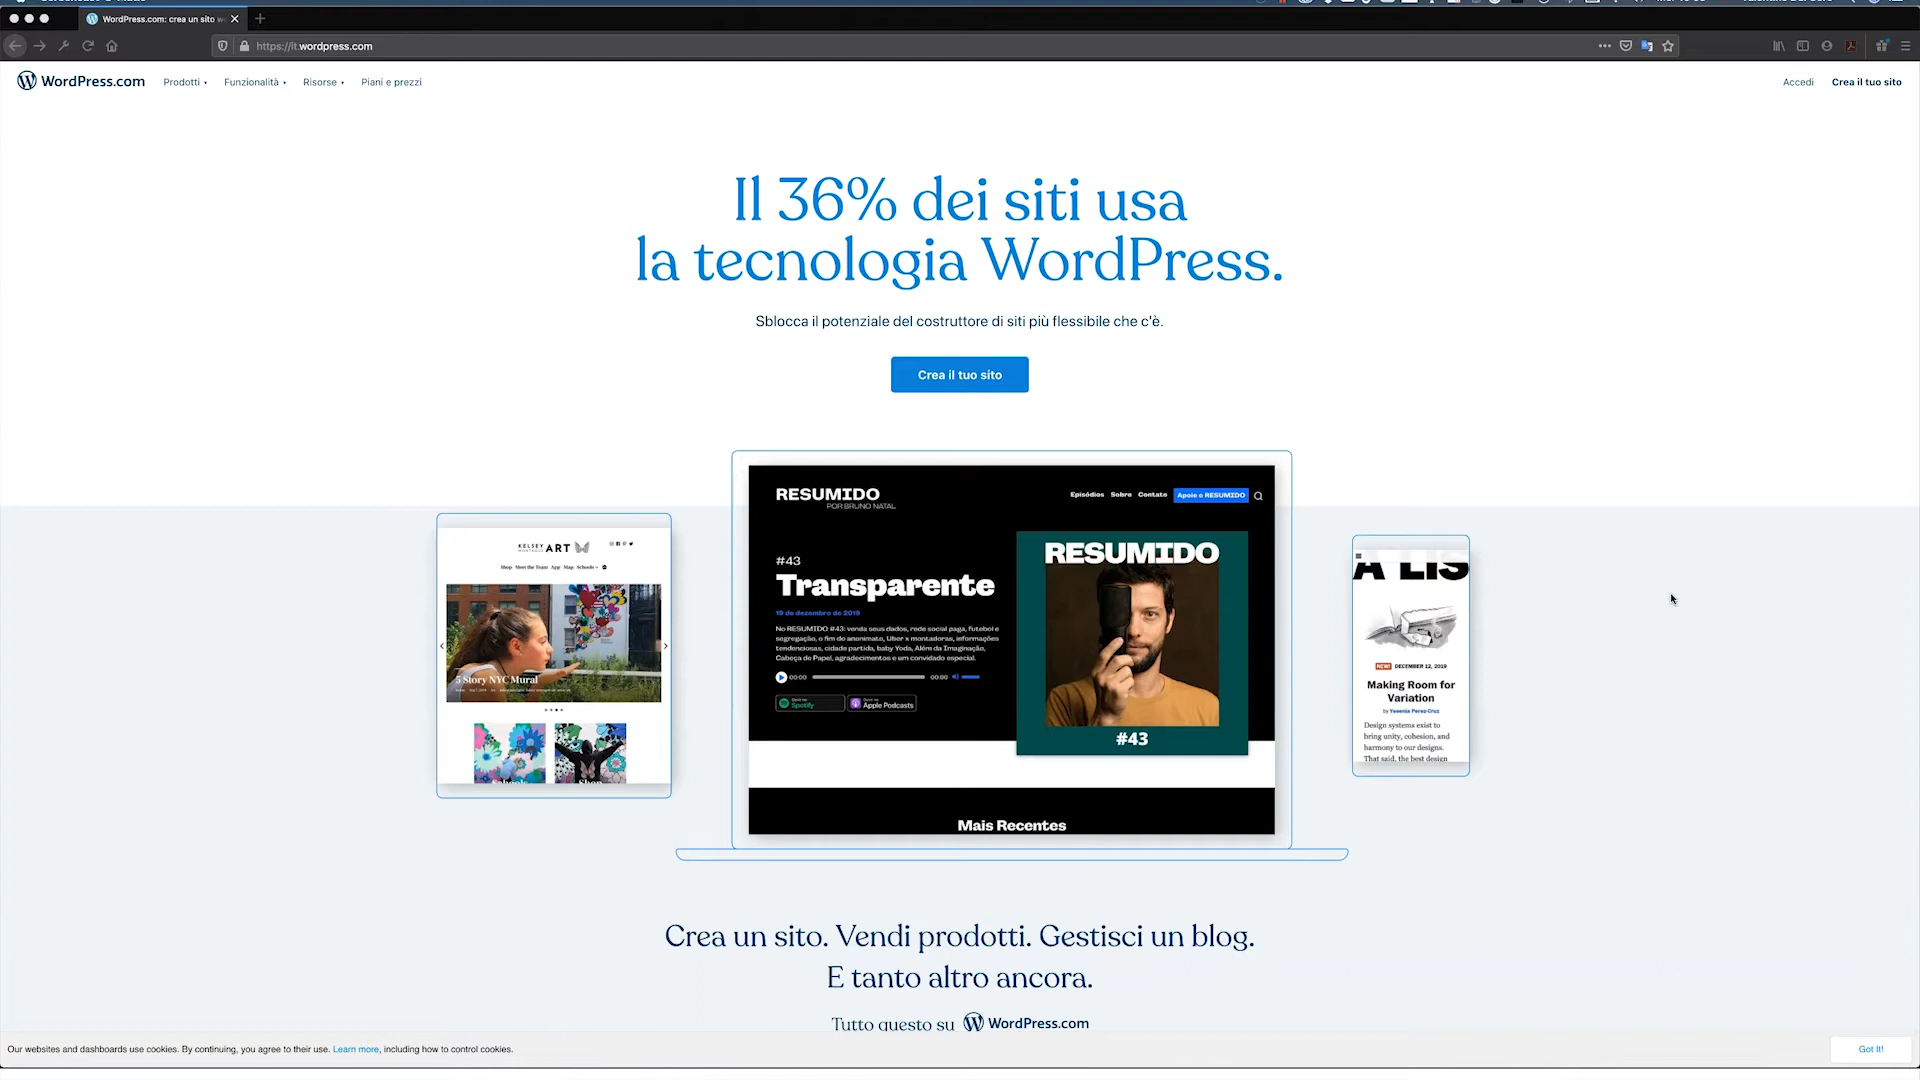 WordPress.com: crea un sito w
https://it.wordpress.com
WordPress.com
Prodotti
Funzionalità
Risorse
Piani e prezzi
Accedi
Crea il tuo sito
Il 36% dei siti usa
la tecnologia WordPress.
Sblocca il potenziale del costruttore di siti più flessibile che c'è.
Crea il tuo sito
KELSEY
ART
Shop Meet the Team App Map Schools
5 Story NYC Mural
Schools
Shop
RESUMIDO
POR BRUNO NATAL
Episódios Sobre Contato Apoie o RESUMIDO
#43
Transparente
19 de dezembro de 2019
No RESUMIDO #43: venda seus dados, rede social paga, futebol e
segregação, o fim do anonimato, Uber x montadoras, informações
tendenciosas, cidade partida, baby Yoda, Além da Imaginação,
Cabeça de Papel, agradecimentos e um convidado especial.
00:00
00:00
Spotify
Apple Podcasts
RESUMIDO
#43
Mais Recentes
A LIS
NEW! DECEMBER 12, 2019
Making Room for
Variation
by Yesenia Perez-Cruz
Design systems exist to
bring unity, cohesion, and
harmony to our designs.
That said, the best design
Crea un sito. Vendi prodotti. Gestisci un blog.
E tanto altro ancora.
Tutto questo su WordPress.com
Our websites and dashboards use cookies. By continuing, you agree to their use. Learn more, including how to control cookies.
Got It!